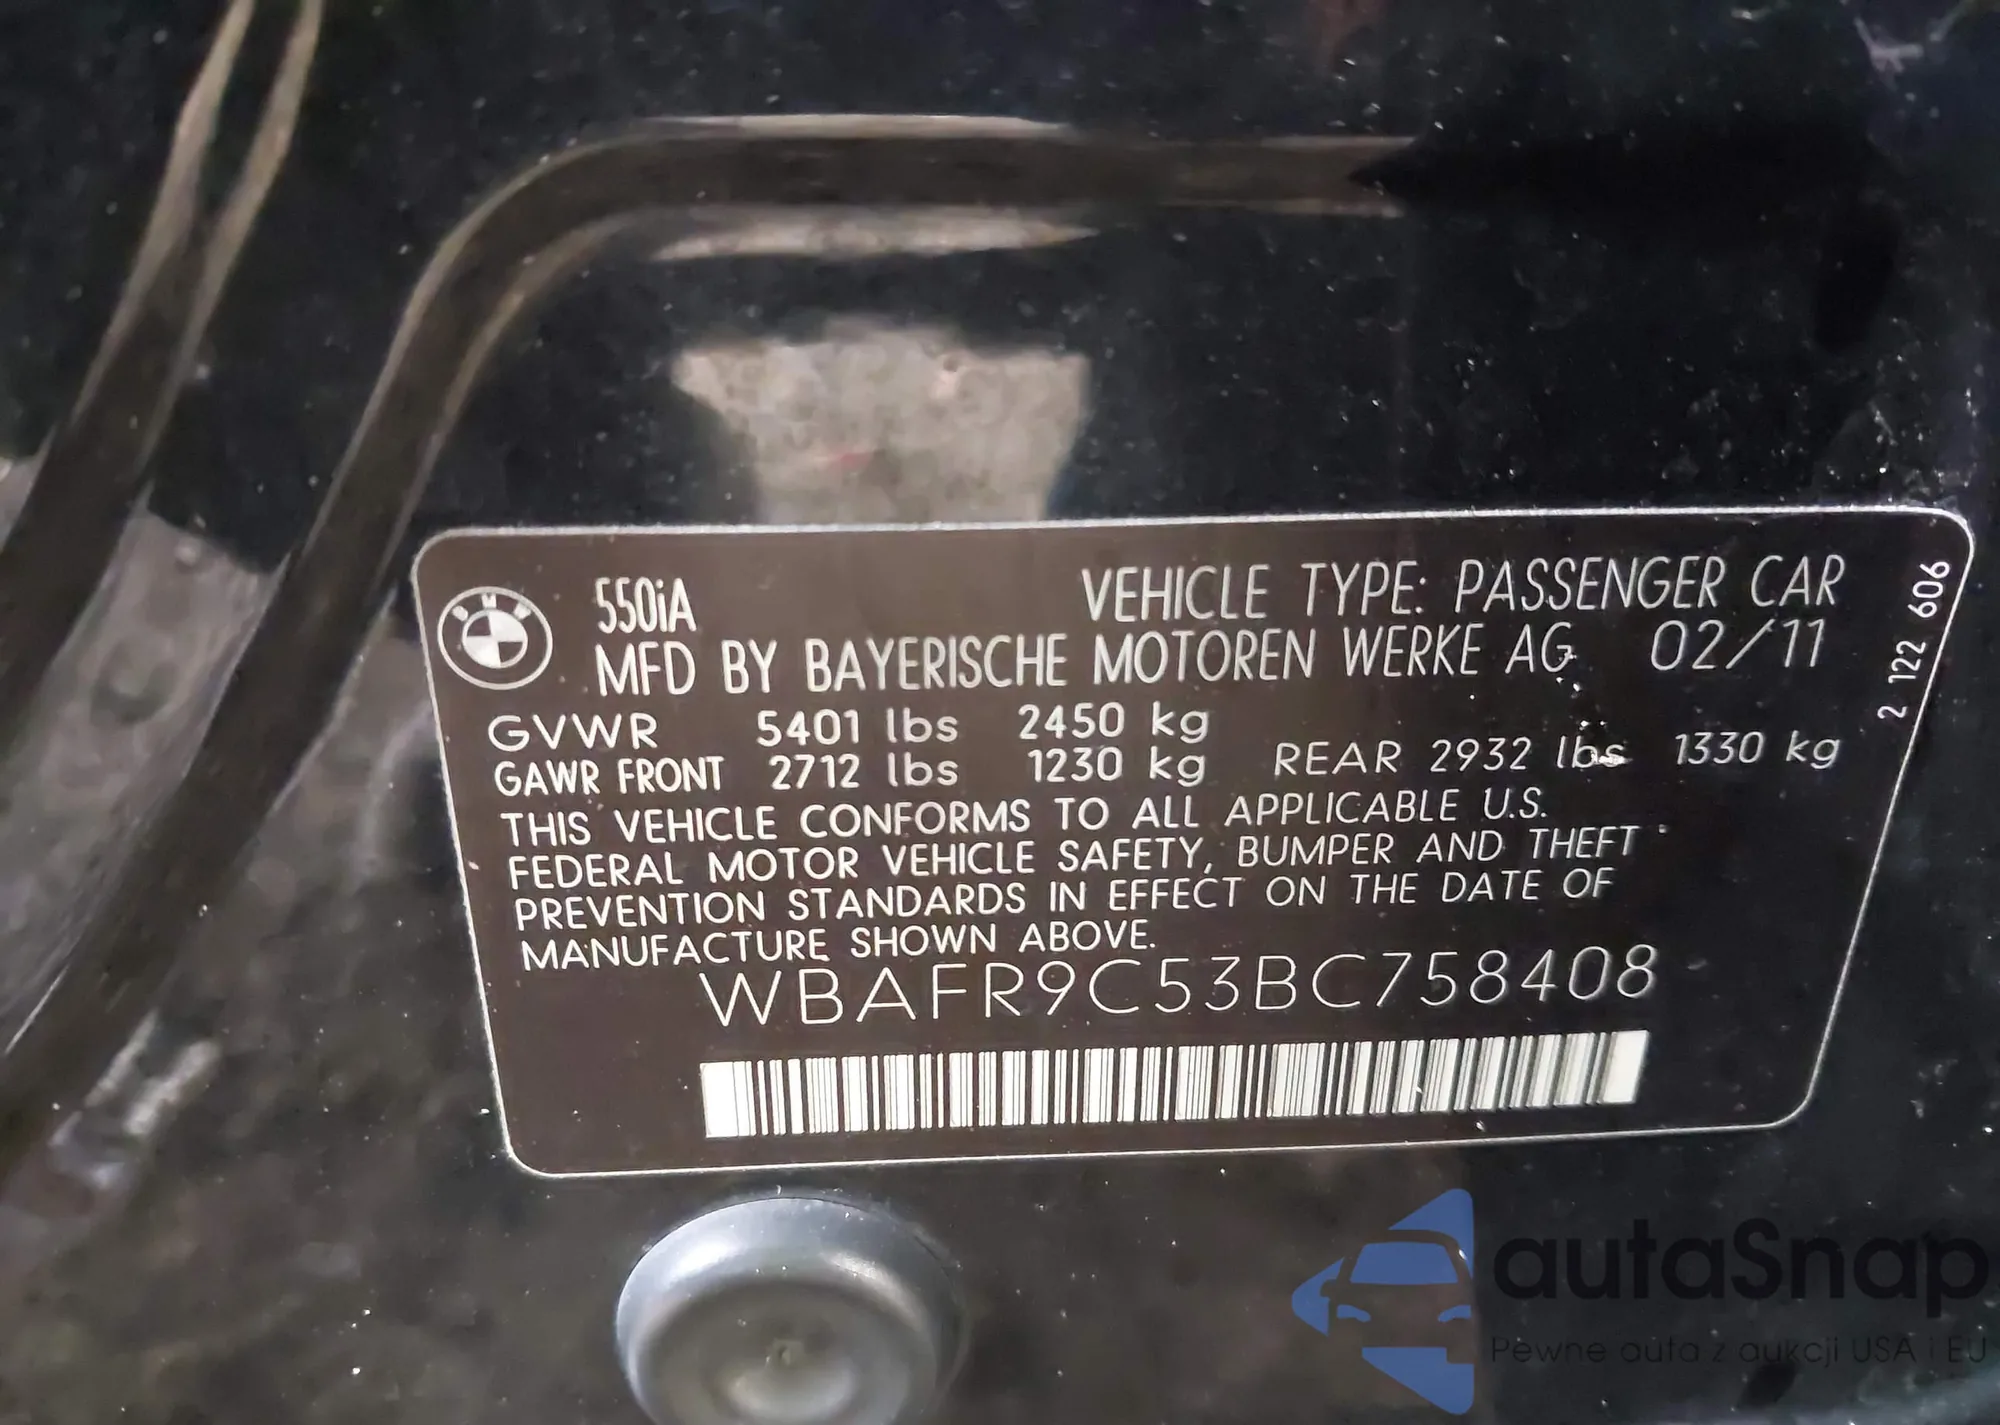 BMW
550iA
VEHICLE TYPE: PASSENGER CAR
MFD BY BAYERISCHE MOTOREN WERKE AG 02/11
GVWR 5401 lbs 2450 kg
GAWR FRONT 2712 lbs 1230 kg REAR 2932 lbs 1330 kg
THIS VEHICLE CONFORMS TO ALL APPLICABLE U.S.
FEDERAL MOTOR VEHICLE SAFETY, BUMPER AND THEFT
PREVENTION STANDARDS IN EFFECT ON THE DATE OF
MANUFACTURE SHOWN ABOVE.
WBAFR9C53BC758408
2 122 606
autaSnap
Pewne auta z aukcji USA i EU